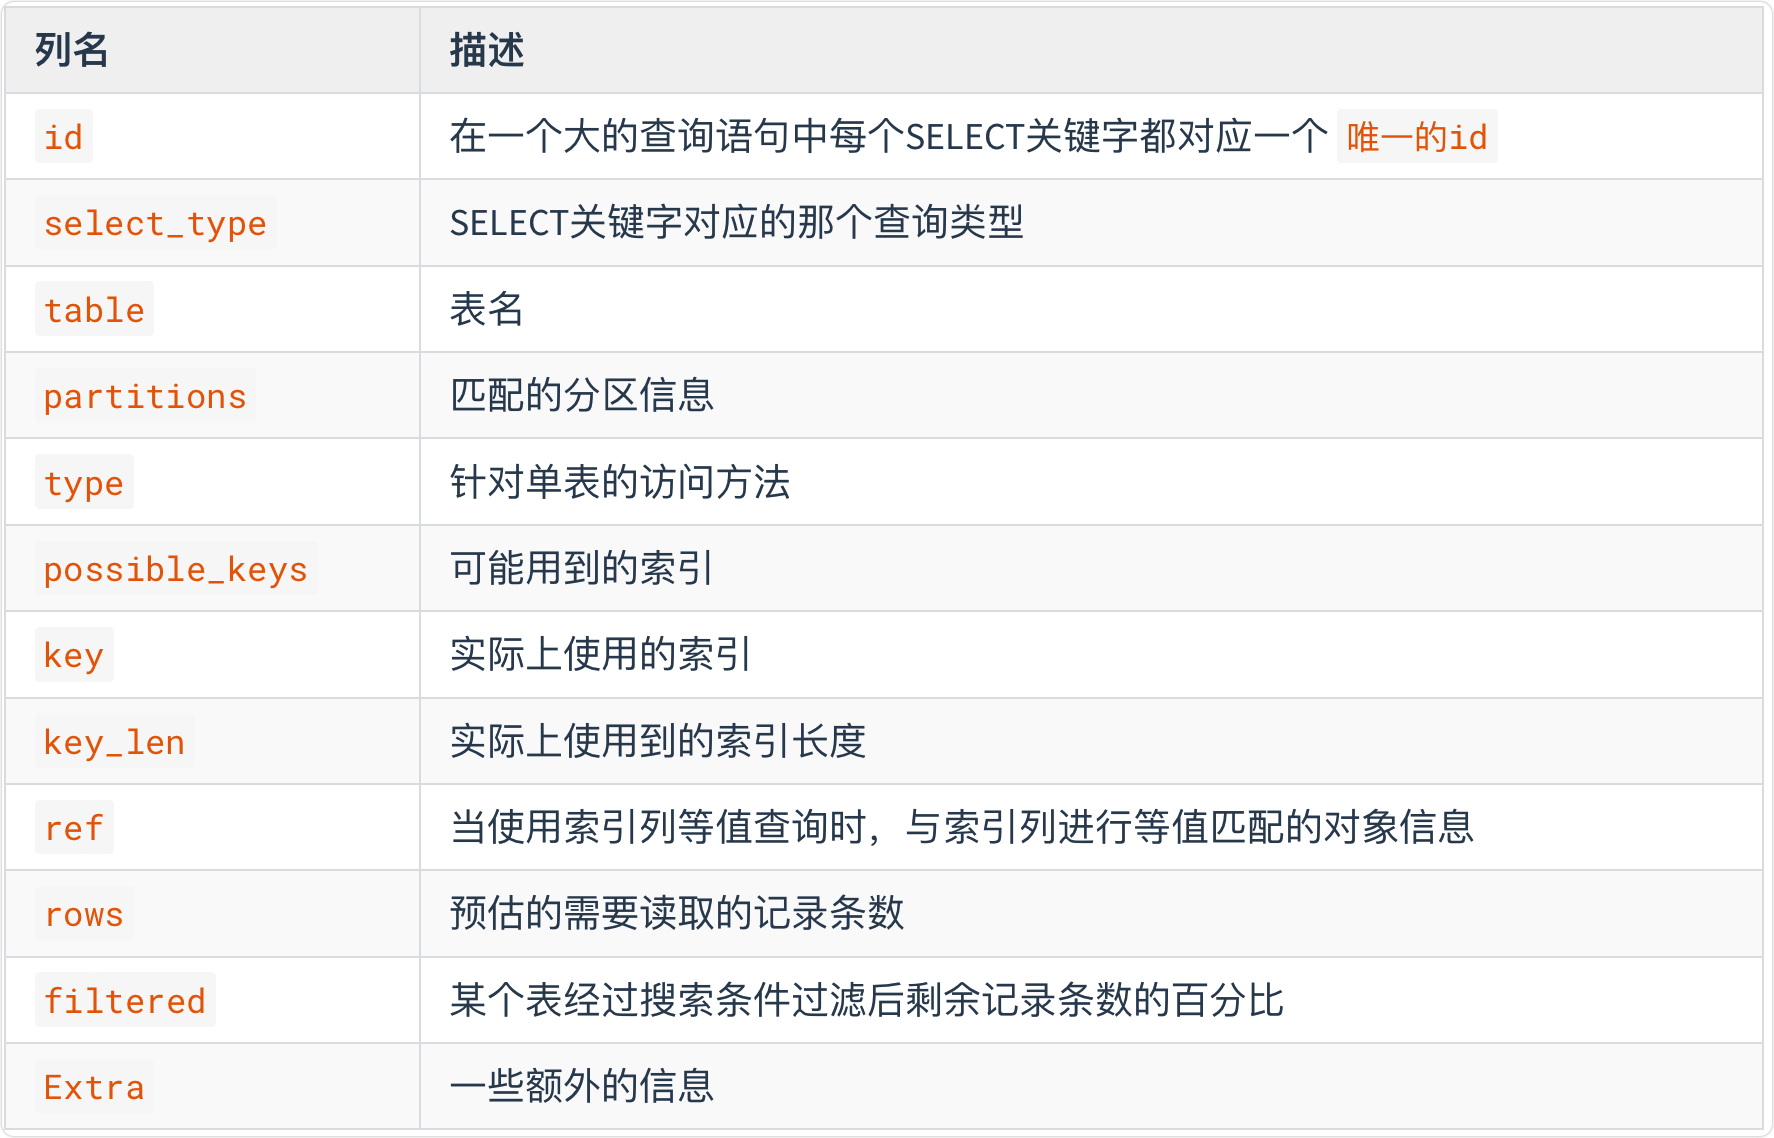 列名 描述
id 在一个大的查询语句中每个SELECT关键字都对应一个 唯一的id
select_type SELECT关键字对应的那个查询类型
table 表名
partitions 匹配的分区信息
type 针对单表的访问方法
possible_keys 可能用到的索引
key 实际上使用的索引
key_len 实际上使用到的索引长度
ref 当使用索引列等值查询时，与索引列进行等值匹配的对象信息
rows 预估的需要读取的记录条数
filtered 某个表经过搜索条件过滤后剩余记录条数的百分比
Extra 一些额外的信息